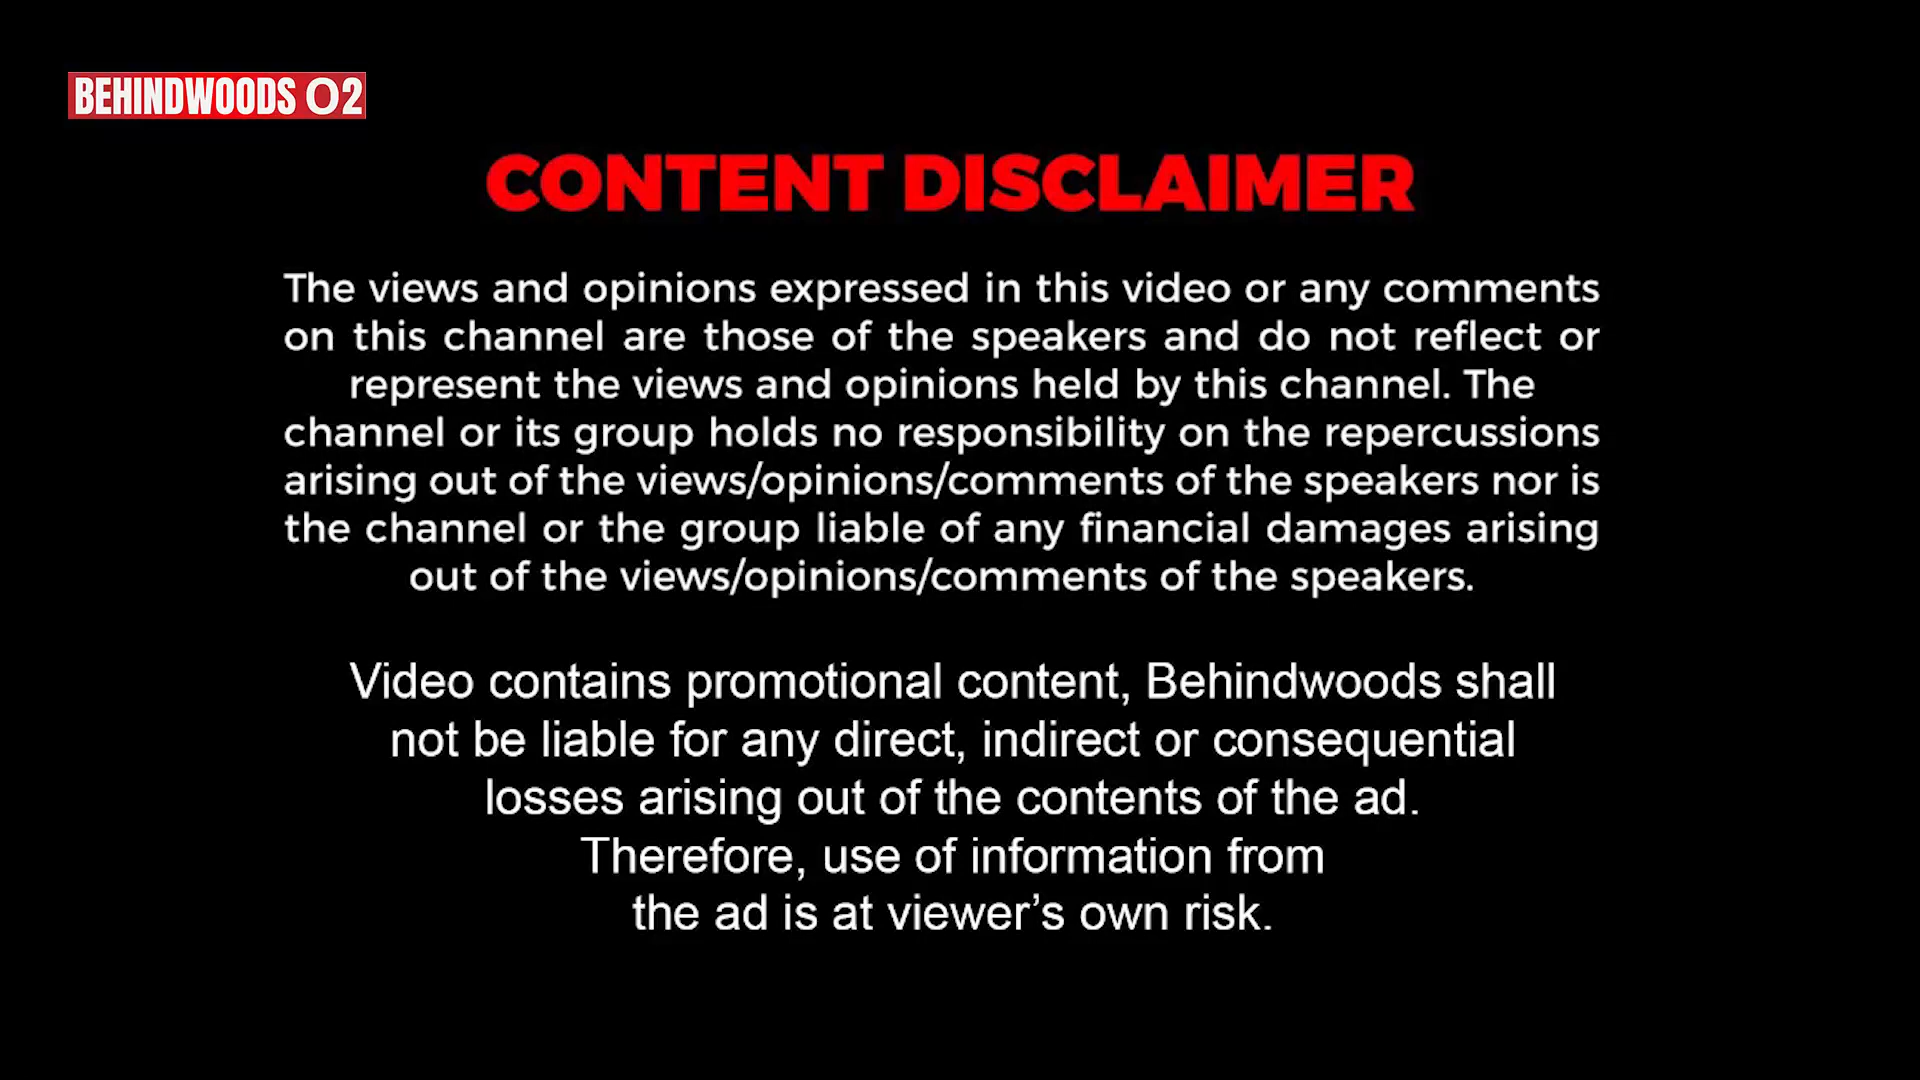 BEHINDWOODS O2
CONTENT DISCLAIMER
The views and opinions expressed in this video or any comments
on this channel are those of the speakers and do not reflect or
represent the views and opinions held by this channel. The
channel or its group holds no responsibility on the repercussions
arising out of the views/opinions/comments of the speakers nor is
the channel or the group liable of any financial damages arising
out of the views/opinions/comments of the speakers.
Video contains promotional content, Behindwoods shall
not be liable for any direct, indirect or consequential
losses arising out of the contents of the ad.
Therefore, use of information from
the ad is at viewer’s own risk.